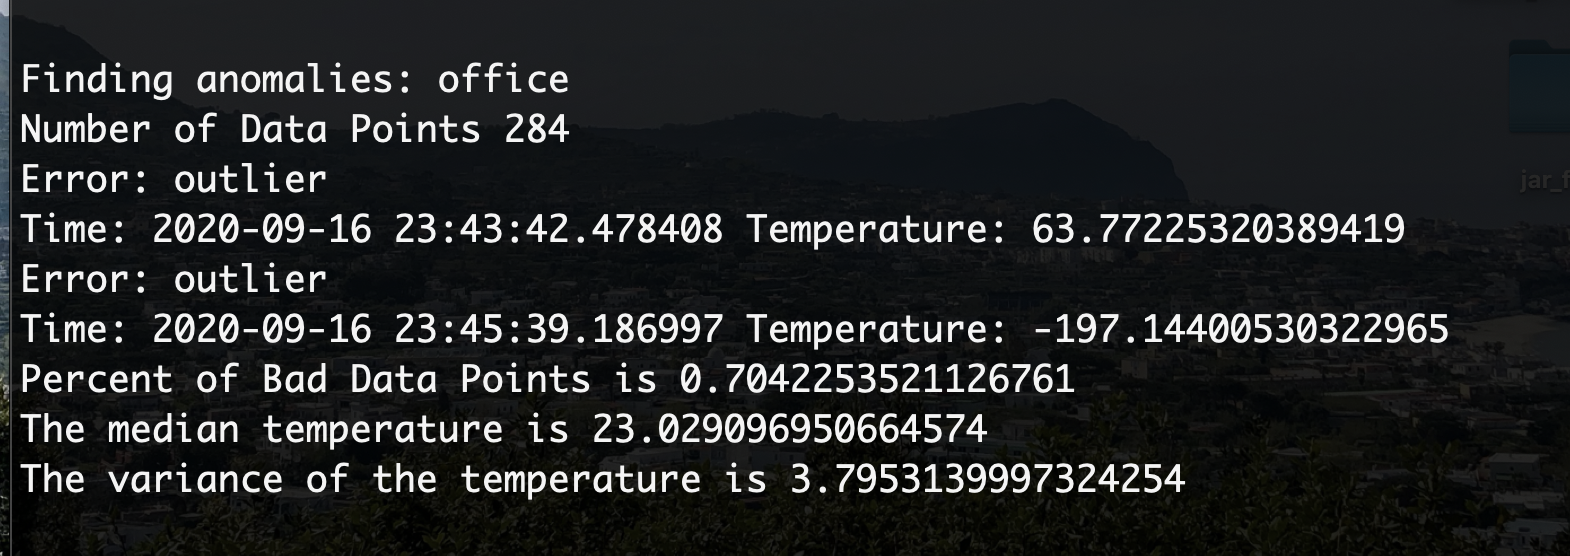 Finding anomalies: office
Number of Data Points 284
Error: outlier
Time: 2020-09-16 23:43:42.478408 Temperature: 63.77225320389419
Error: outlier
Time: 2020-09-16 23:45:39.186997 Temperature: -197.14400530322965
Percent of Bad Data Points is 0.7042253521126761
The median temperature is 23.029096950664574
The variance of the temperature is 3.7953139997324254